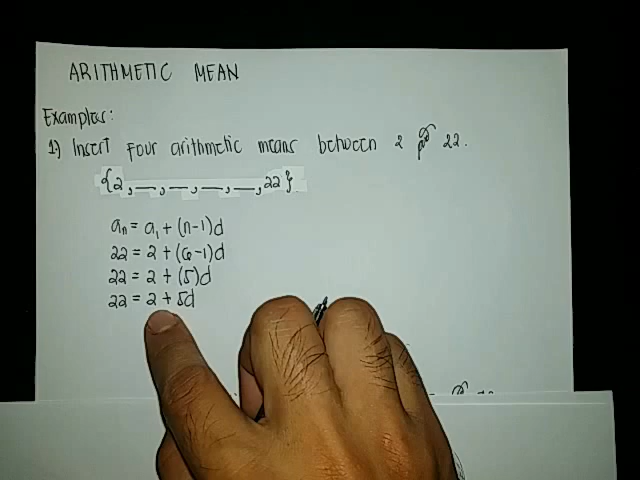 ARITHMETIC MEAN
Examples:
1) Insert four arithmetic means between 2 & 22.
{2, __, __, __, __, 22}
aₙ = a₁ + (n-1)d
22 = 2 + (6-1)d
22 = 2 + (5)d
22 = 2 + 5d